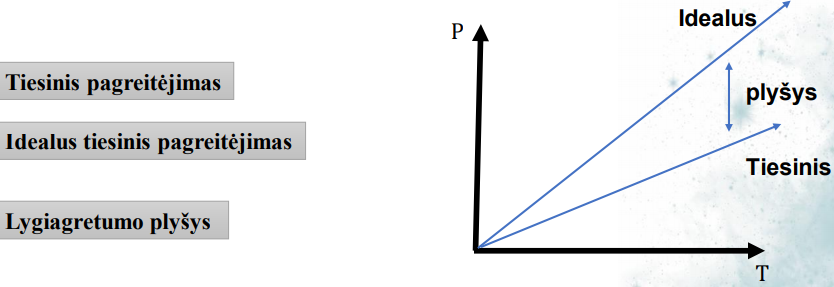 Tiesinis pagreitėjimas
Idealus tiesinis pagreitėjimas
Lygiagretumo plyšys
P
Idealus
plyšys
Tiesinis
T